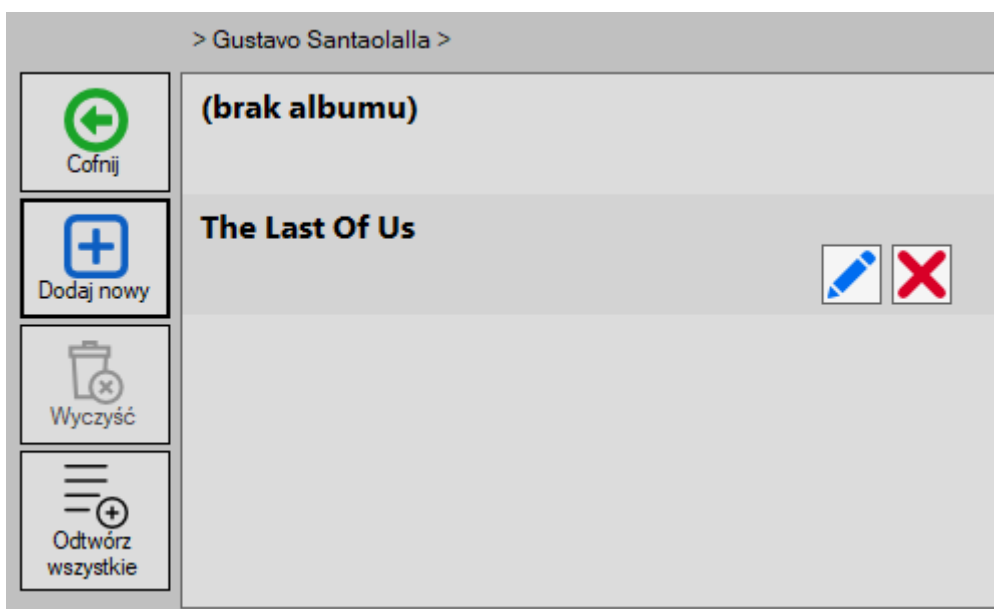 > Gustavo Santaolalla >
Cofnij
(brak albumu)
Dodaj nowy
The Last Of Us
Wyczyść
Odtwórz
wszystkie